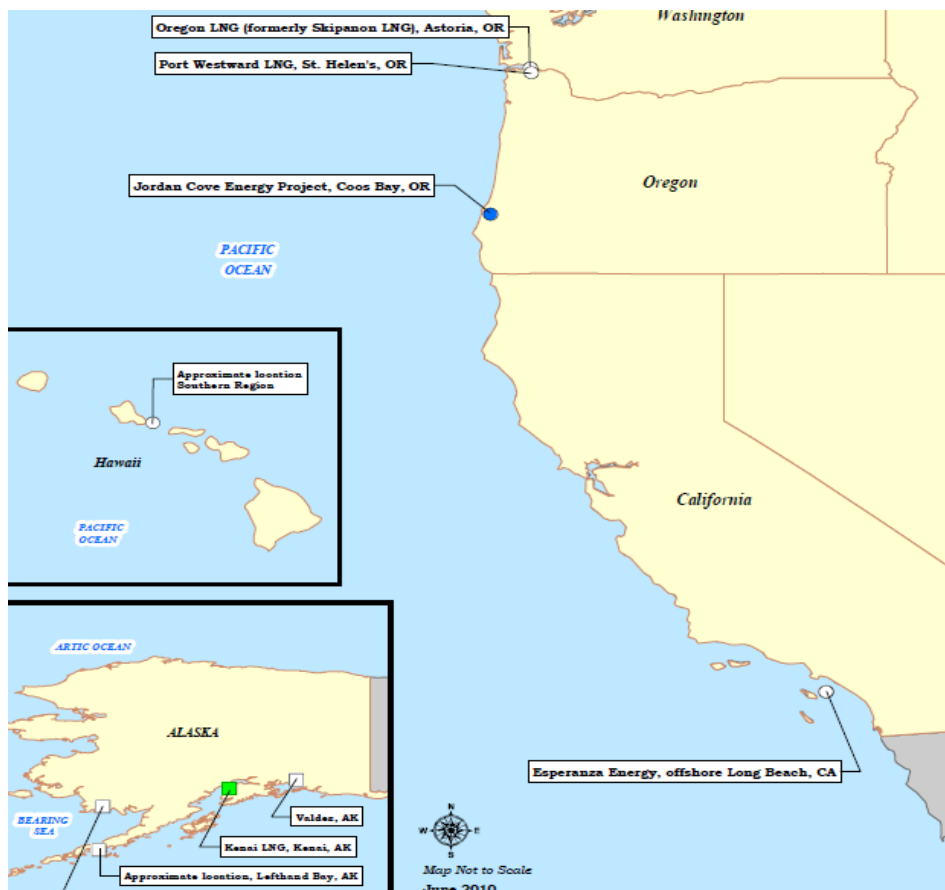 Washington
Oregon LNG (formerly Skipanon LNG), Astoria, OR
Port Westward LNG, St. Helen's, OR
Jordan Cove Energy Project, Coos Bay, OR
Oregon
PACIFIC
OCEAN
Approximate location
Southern Region
Hawaii
PACIFIC
OCEAN
California
ARTIC OCEAN
ALASKA
Esperanza Energy, offshore Long Beach, CA
BEARING
SEA
Valdez, AK
Kenai LNG, Kenai, AK
Approximate location, Lefthand Bay, AK
N
W
E
S
Map Not to Scale
June 2010